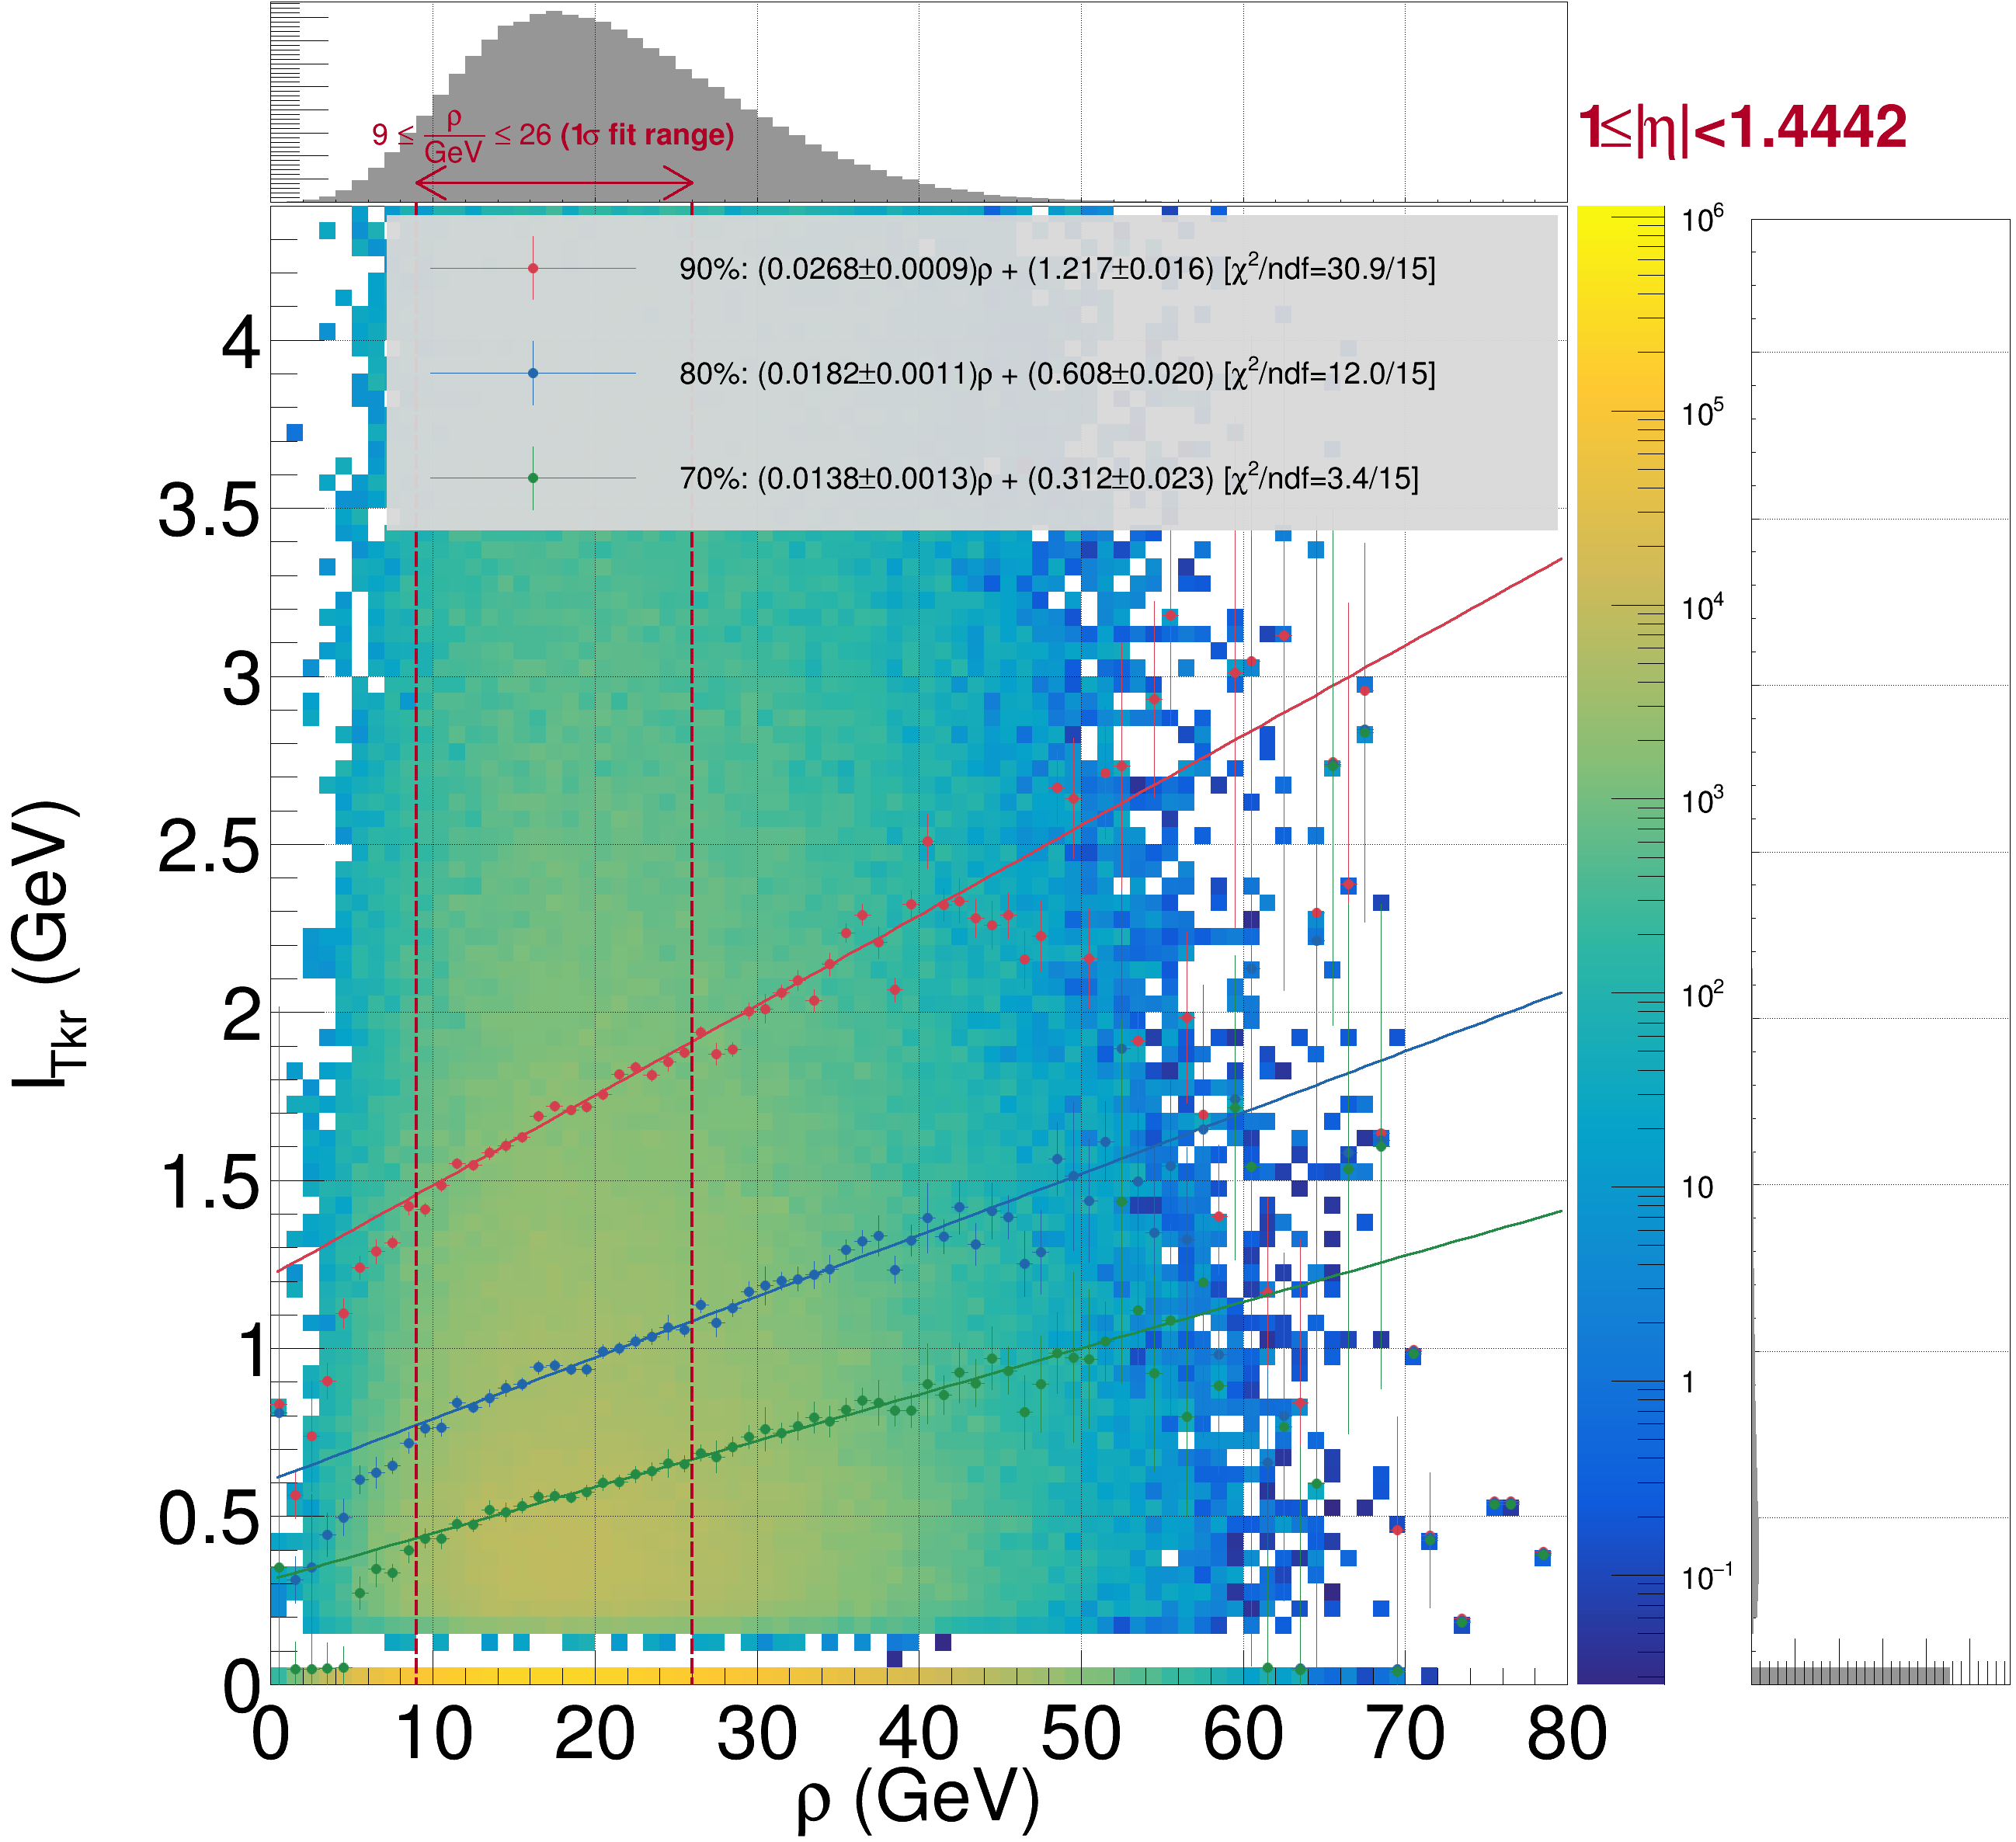 9 ≤ ρ/GeV ≤ 26 (1σ fit range)
1≤|η|<1.4442
90%: (0.0268±0.0009)ρ + (1.217±0.016) [χ²/ndf=30.9/15]
80%: (0.0182±0.0011)ρ + (0.608±0.020) [χ²/ndf=12.0/15]
70%: (0.0138±0.0013)ρ + (0.312±0.023) [χ²/ndf=3.4/15]
I_Tkr (GeV)
4
3.5
3
2.5
2
1.5
1
0.5
0
0 10 20 30 40 50 60 70 80
ρ (GeV)
10⁶
10⁵
10⁴
10³
10²
10
1
10⁻¹